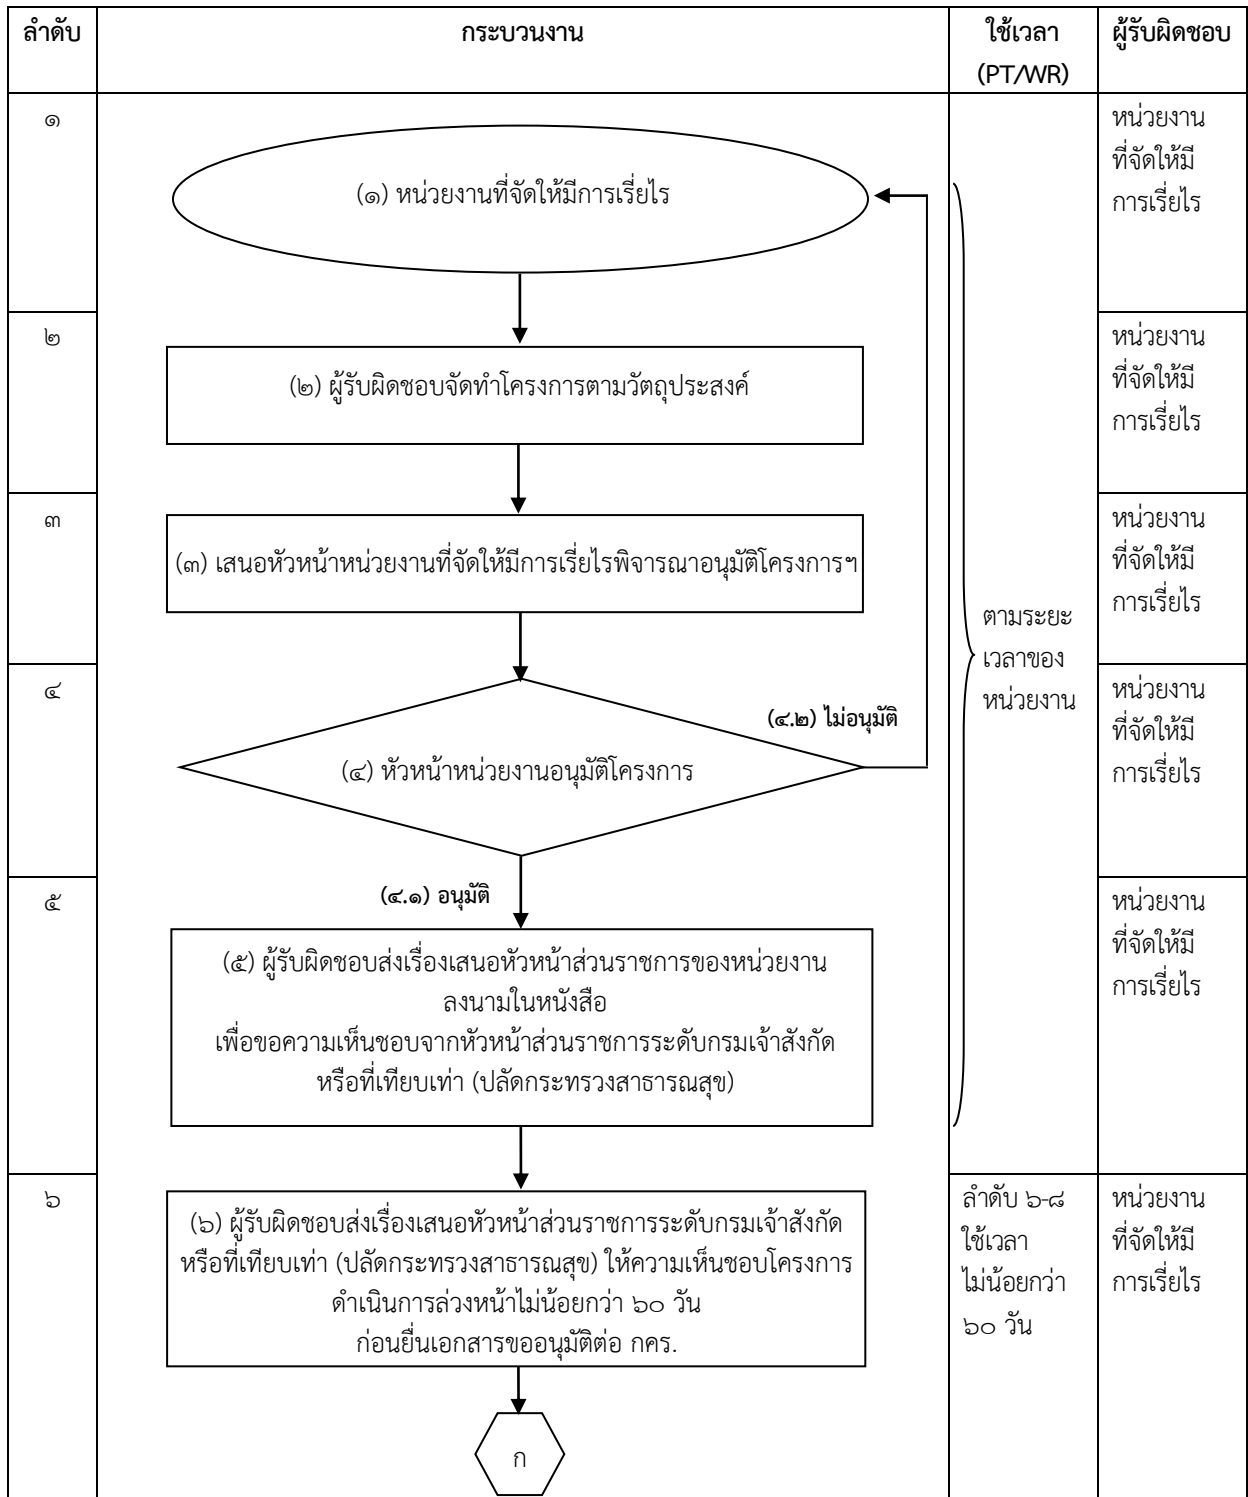 ลำดับ
กระบวนงาน
ใช้เวลา
(PT/WR)
ผู้รับผิดชอบ
๑
(๑) หน่วยงานที่จัดให้มีการเรี่ยไร
หน่วยงาน
ที่จัดให้มี
การเรี่ยไร
๒
(๒) ผู้รับผิดชอบจัดทำโครงการตามวัตถุประสงค์
หน่วยงาน
ที่จัดให้มี
การเรี่ยไร
๓
(๓) เสนอหัวหน้าหน่วยงานที่จัดให้มีการเรี่ยไรพิจารณาอนุมัติโครงการฯ
หน่วยงาน
ที่จัดให้มี
การเรี่ยไร
ตามระยะ
เวลาของ
หน่วยงาน
๔
(๔.๒) ไม่อนุมัติ
(๔) หัวหน้าหน่วยงานอนุมัติโครงการ
หน่วยงาน
ที่จัดให้มี
การเรี่ยไร
๕
(๔.๑) อนุมัติ
(๕) ผู้รับผิดชอบส่งเรื่องเสนอหัวหน้าส่วนราชการของหน่วยงาน
ลงนามในหนังสือ
เพื่อขอความเห็นชอบจากหัวหน้าส่วนราชการระดับกรมเจ้าสังกัด
หรือที่เทียบเท่า (ปลัดกระทรวงสาธารณสุข)
หน่วยงาน
ที่จัดให้มี
การเรี่ยไร
๖
(๖) ผู้รับผิดชอบส่งเรื่องเสนอหัวหน้าส่วนราชการระดับกรมเจ้าสังกัด
หรือที่เทียบเท่า (ปลัดกระทรวงสาธารณสุข) ให้ความเห็นชอบโครงการ
ดำเนินการล่วงหน้าไม่น้อยกว่า ๖๐ วัน
ก่อนยื่นเอกสารขออนุมัติต่อ กคร.
ลำดับ ๖-๘
ใช้เวลา
ไม่น้อยกว่า
๖๐ วัน
หน่วยงาน
ที่จัดให้มี
การเรี่ยไร
ก